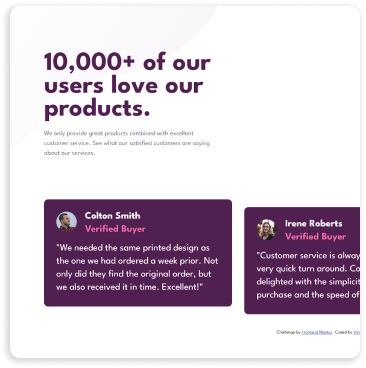 10,000+ of our
users love our
products.
We only provide great products combined with excellent
customer service. See what our satisfied customers are saying
about our services.
Colton Smith
Verified Buyer
"We needed the same printed design as
the one we had ordered a week prior. Not
only did they find the original order, but
we also received it in time. Excellent!"
Irene Roberts
Verified Buyer
"Customer service is alway
very quick turn around. Co
delighted with the simplicit
purchase and the speed of
Challenge by Frontend Mentor. Coded by